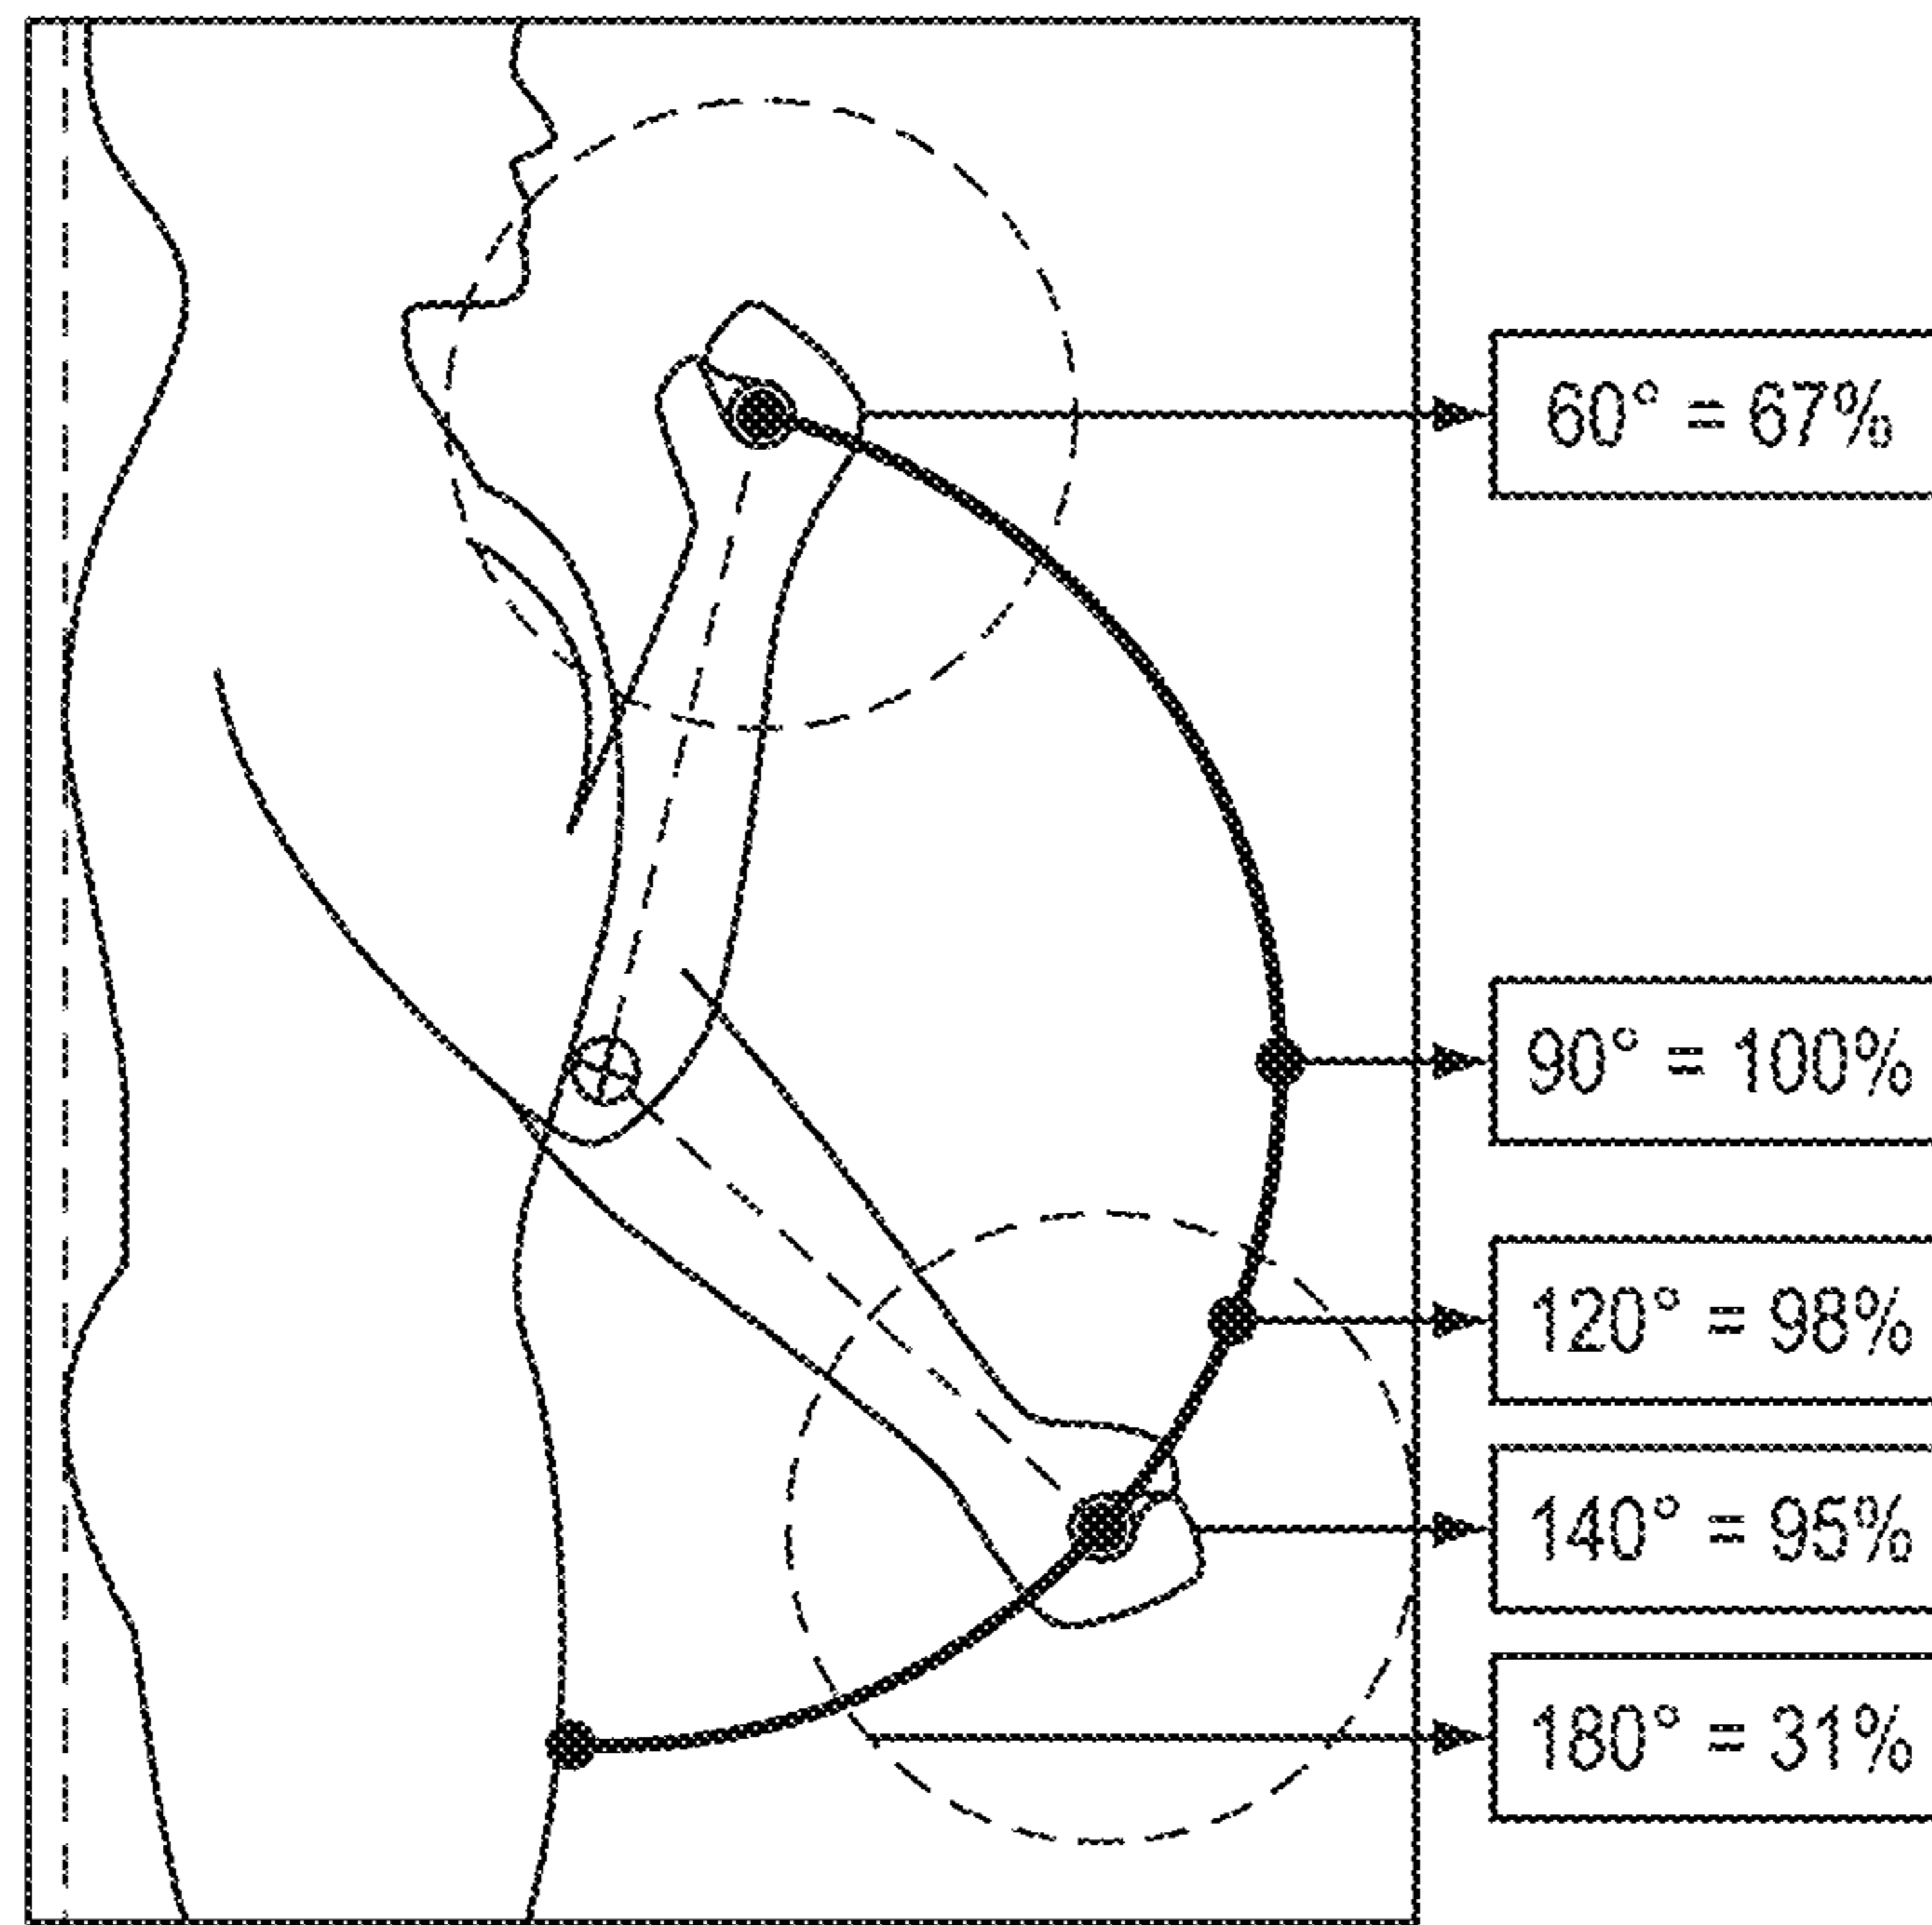 60° = 67%
90° = 100%
120° = 98%
140° = 95%
180° = 31%